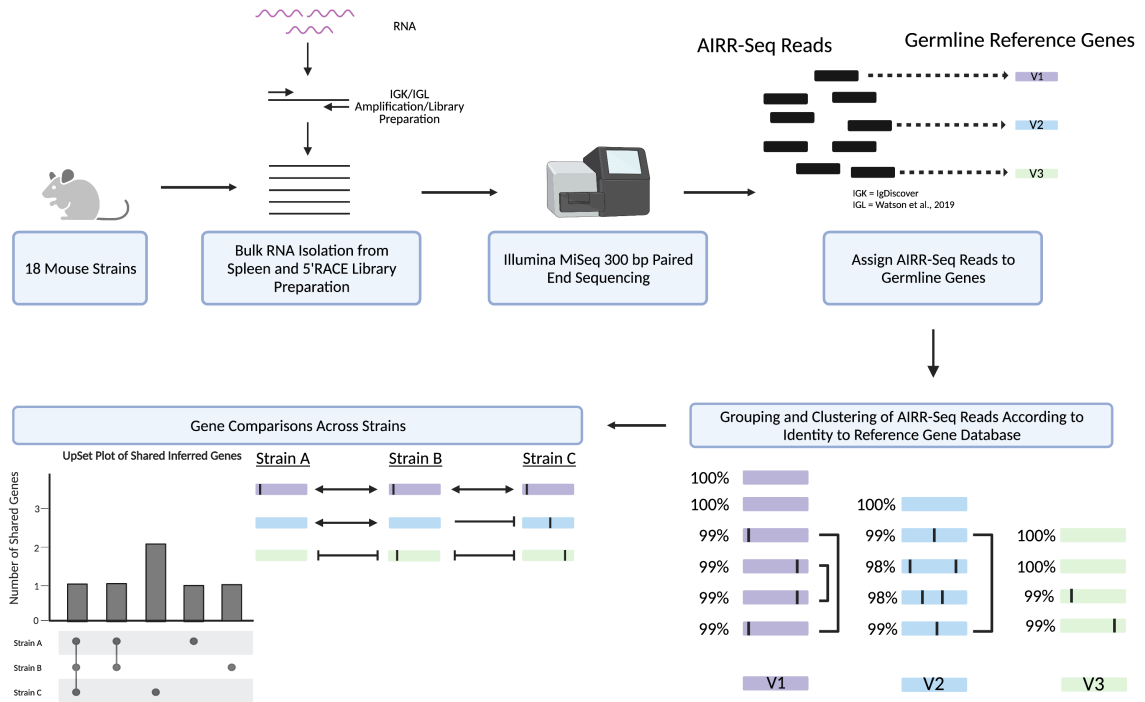 RNA
IGK/IGL
Amplification/Library
Preparation
AIRR-Seq Reads
Germline Reference Genes
V1
V2
V3
IGK = IgDiscover
IGL = Watson et al., 2019
18 Mouse Strains
Bulk RNA Isolation from
Spleen and 5'RACE Library
Preparation
Illumina MiSeq 300 bp Paired
End Sequencing
Assign AIRR-Seq Reads to
Germline Genes
Grouping and Clustering of AIRR-Seq Reads According to
Identity to Reference Gene Database
100%
100%
99%
99%
99%
99%
V1
100%
99%
98%
98%
99%
V2
100%
100%
99%
99%
V3
Gene Comparisons Across Strains
UpSet Plot of Shared Inferred Genes
Number of Shared Genes
3
2
1
0
Strain A
Strain B
Strain C
Strain A
Strain B
Strain C